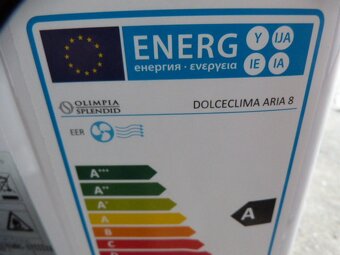 ENERG Y IJA
енергия · ενεργεια IE IA
OLIMPIA
SPLENDID
DOLCECLIMA ARIA 8
EER
A+++
A++
A+
A
A
B
C
D